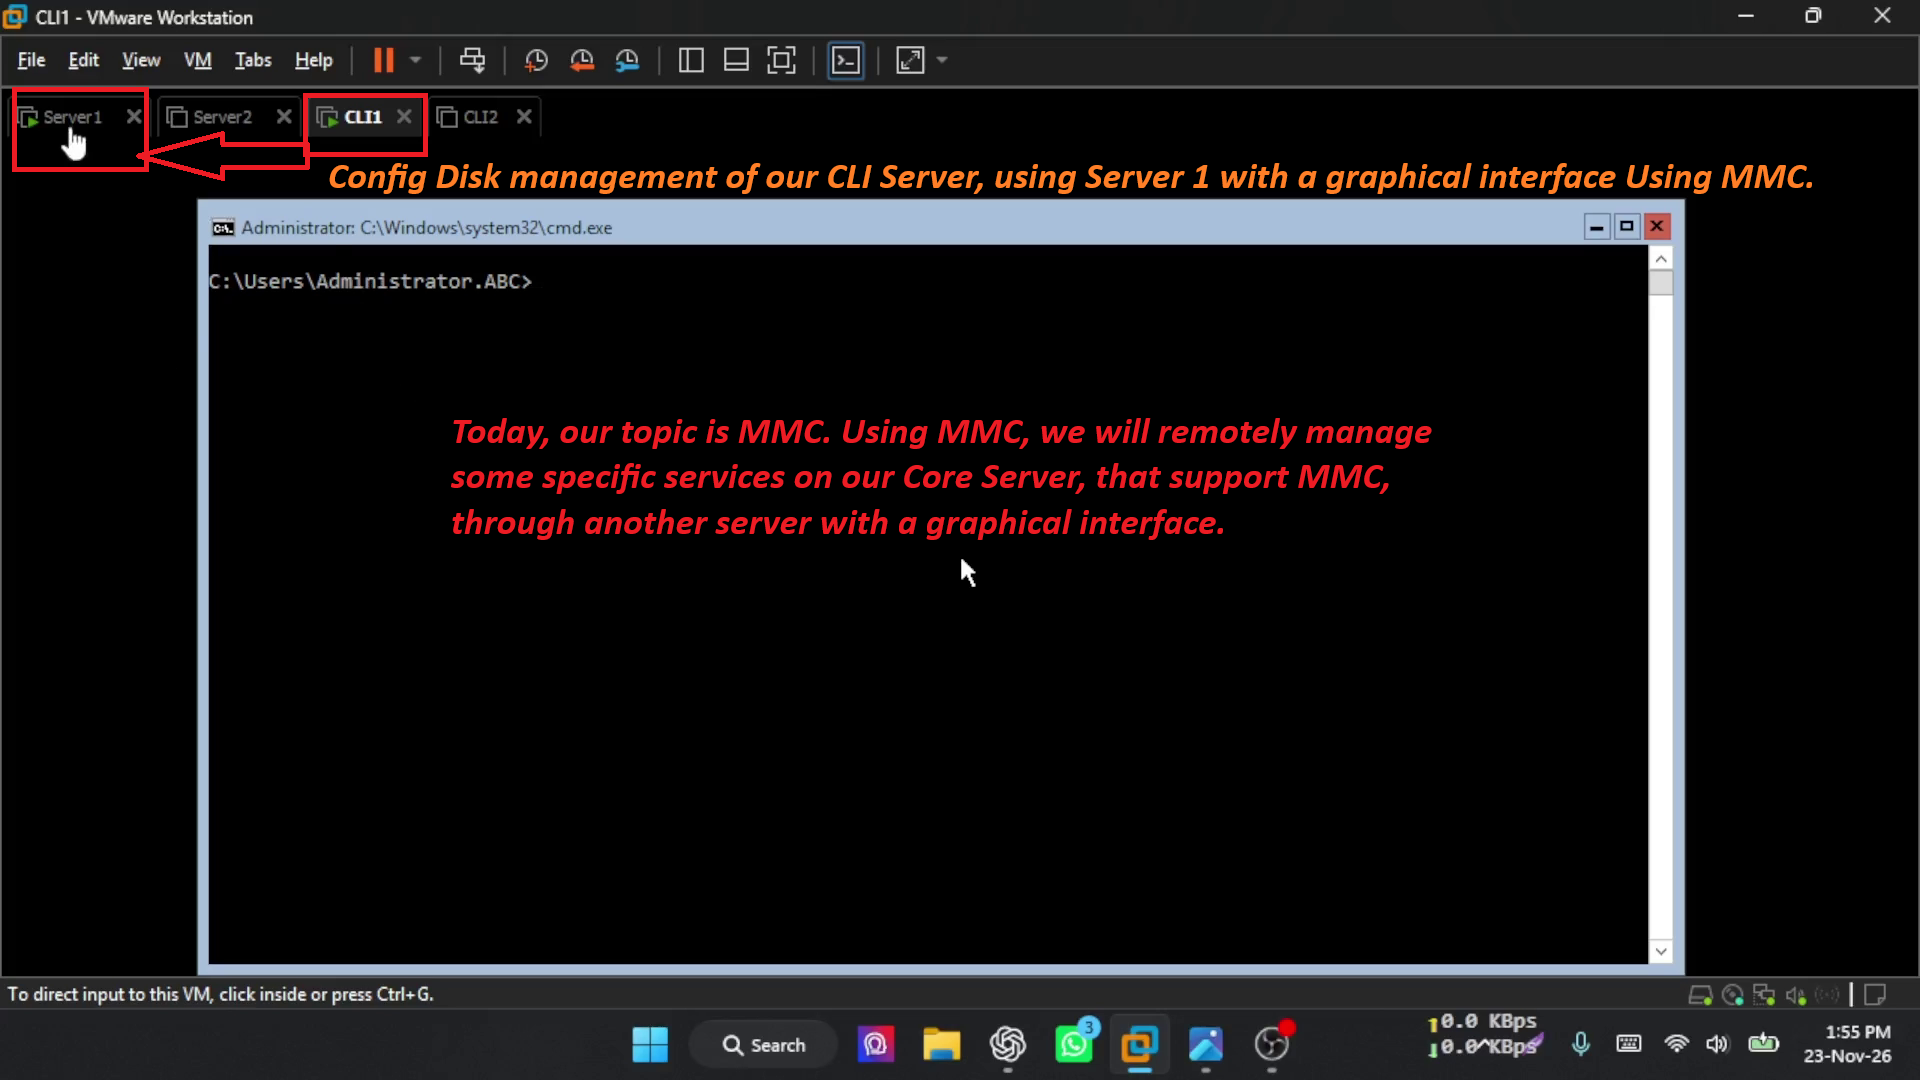 CLI1 - VMware Workstation
File Edit View VM Tabs Help
Server1 Server2 CLI1 CLI2
Config Disk management of our CLI Server, using Server 1 with a graphical interface Using MMC.
Administrator: C:\Windows\system32\cmd.exe
C:\Users\Administrator.ABC>
Today, our topic is MMC. Using MMC, we will remotely manage
some specific services on our Core Server, that support MMC,
through another server with a graphical interface.
To direct input to this VM, click inside or press Ctrl+G.
Search
3
0.0 KBps
0.0 KBps
1:55 PM
23-Nov-26